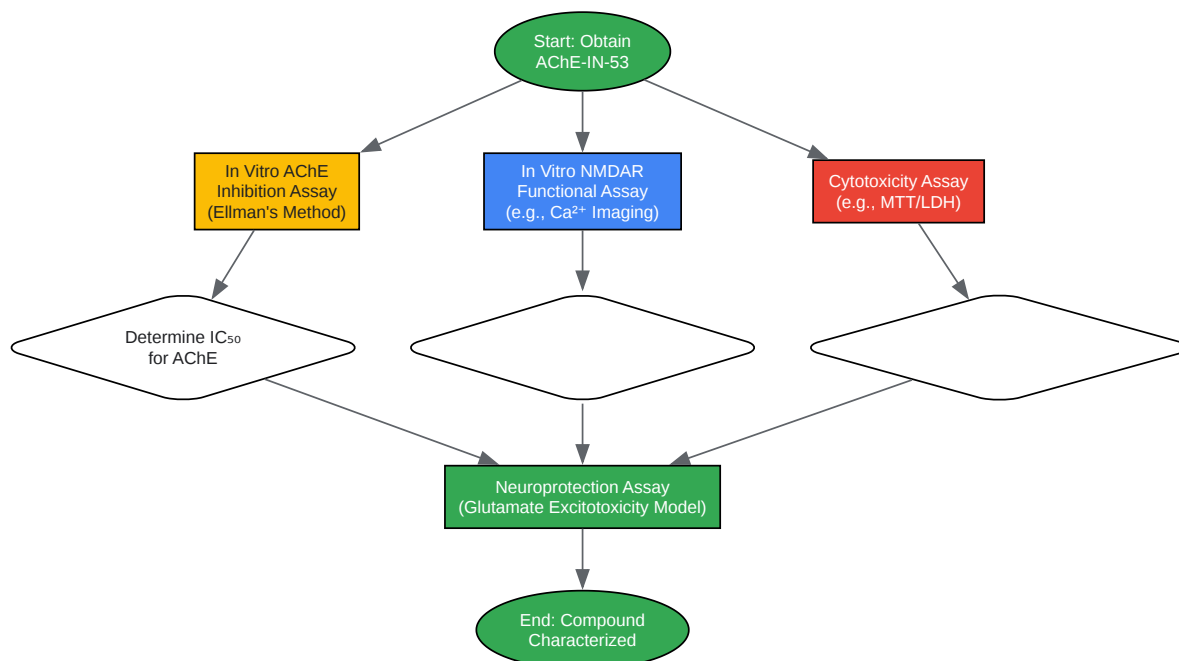 Start: Obtain
AChE-IN-53
In Vitro AChE
Inhibition Assay
(Ellman's Method)
In Vitro NMDAR
Functional Assay
(e.g., Ca²⁺ Imaging)
Cytotoxicity Assay
(e.g., MTT/LDH)
Determine IC₅₀
for AChE
Neuroprotection Assay
(Glutamate Excitotoxicity Model)
End: Compound
Characterized